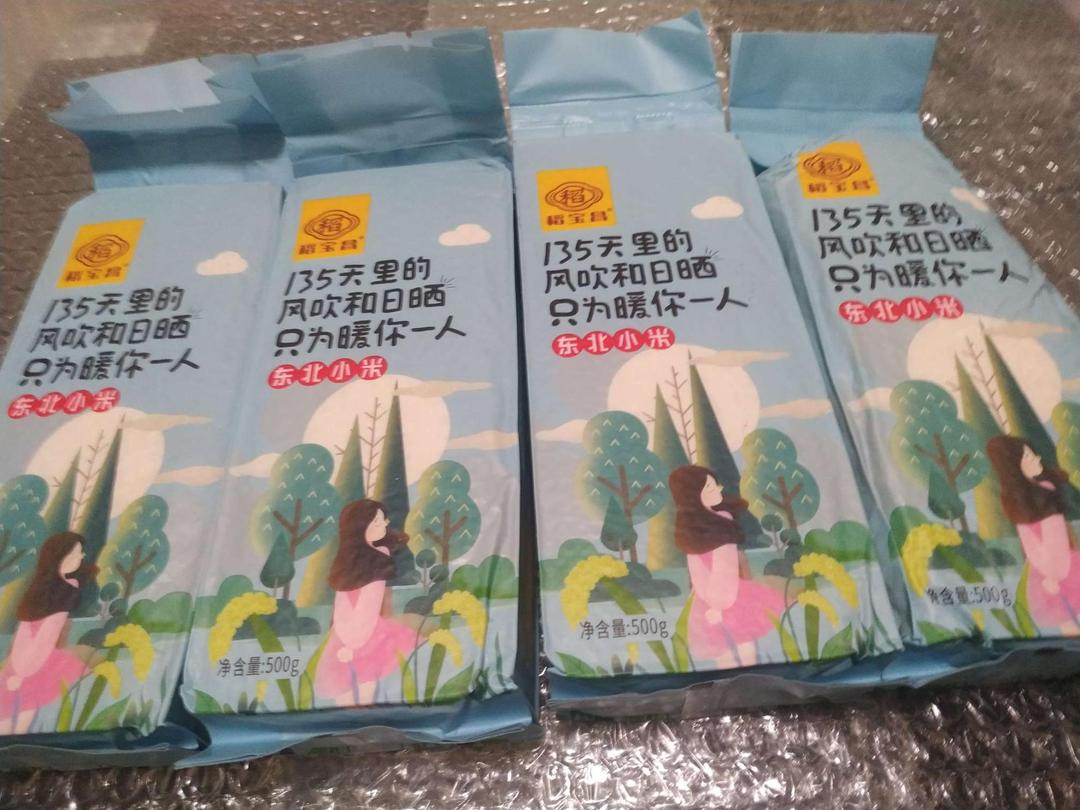 稻
稻宝昌
135天里的
风吹和日晒
只为暖你一人
东北小米
稻
稻宝昌
135天里的
风吹和日晒
只为暖你一人
东北小米
净含量:500g
稻
稻宝昌
135天里的
风吹和日晒
只为暖你一人
东北小米
净含量:500g
稻
稻宝昌
135天里的
风吹和日晒
只为暖你一人
东北小米
含量:500g